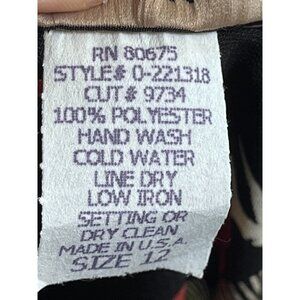 RN 80675
STYLE# 0-221318
CUT# 9734
100% POLYESTER
HAND WASH
COLD WATER
LINE DRY
LOW IRON
SETTING OR
DRY CLEAN
MADE IN U.S.A.
SIZE 12